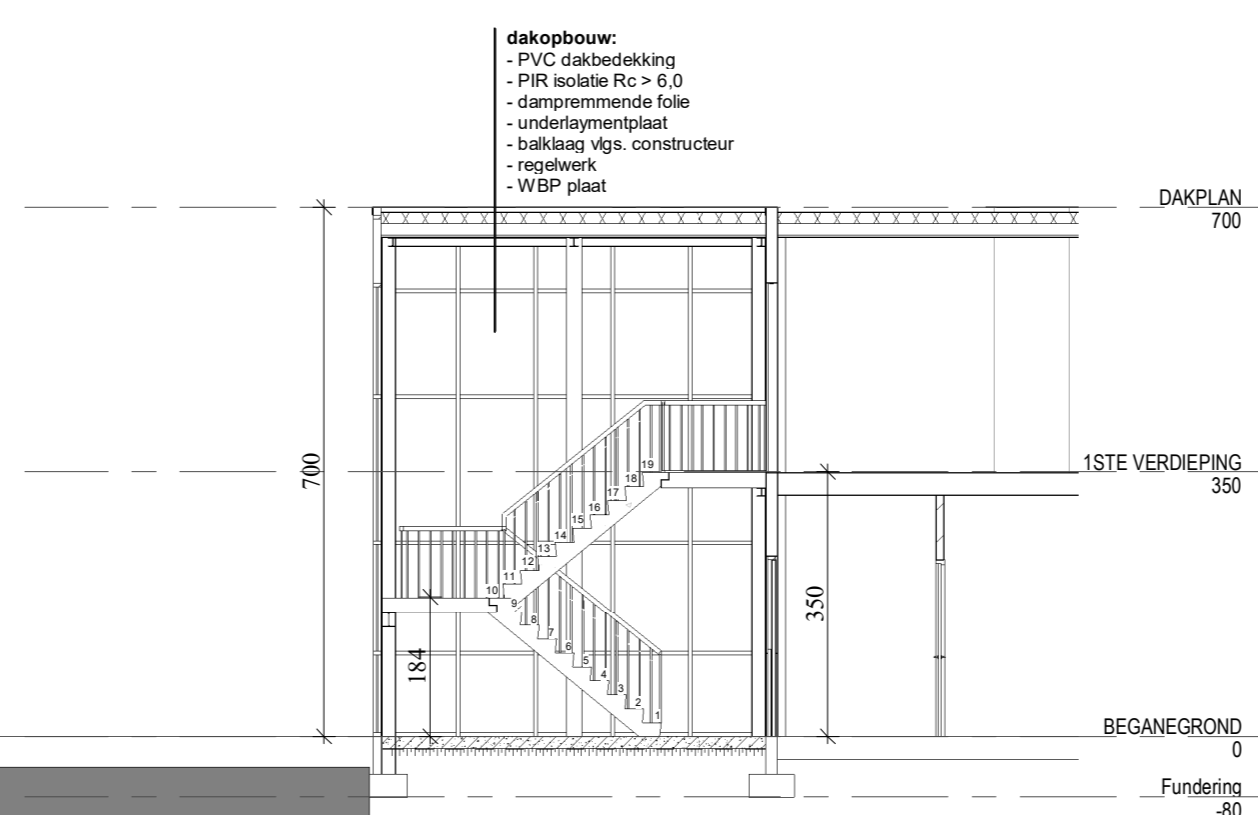 dakopbouw:
- PVC dakbedekking
- PIR isolatie Rc > 6,0
- dampremmende folie
- underlaymentplaat
- balklaag vlgs. constructeur
- regelwerk
- WBP plaat
DAKPLAN
700
700
1STE VERDIEPING
350
350
184
19
18
17
16
15
14
13
12
11
10
9
8
7
6
5
4
3
2
1
BEGANEGROND
0
Fundering
-80